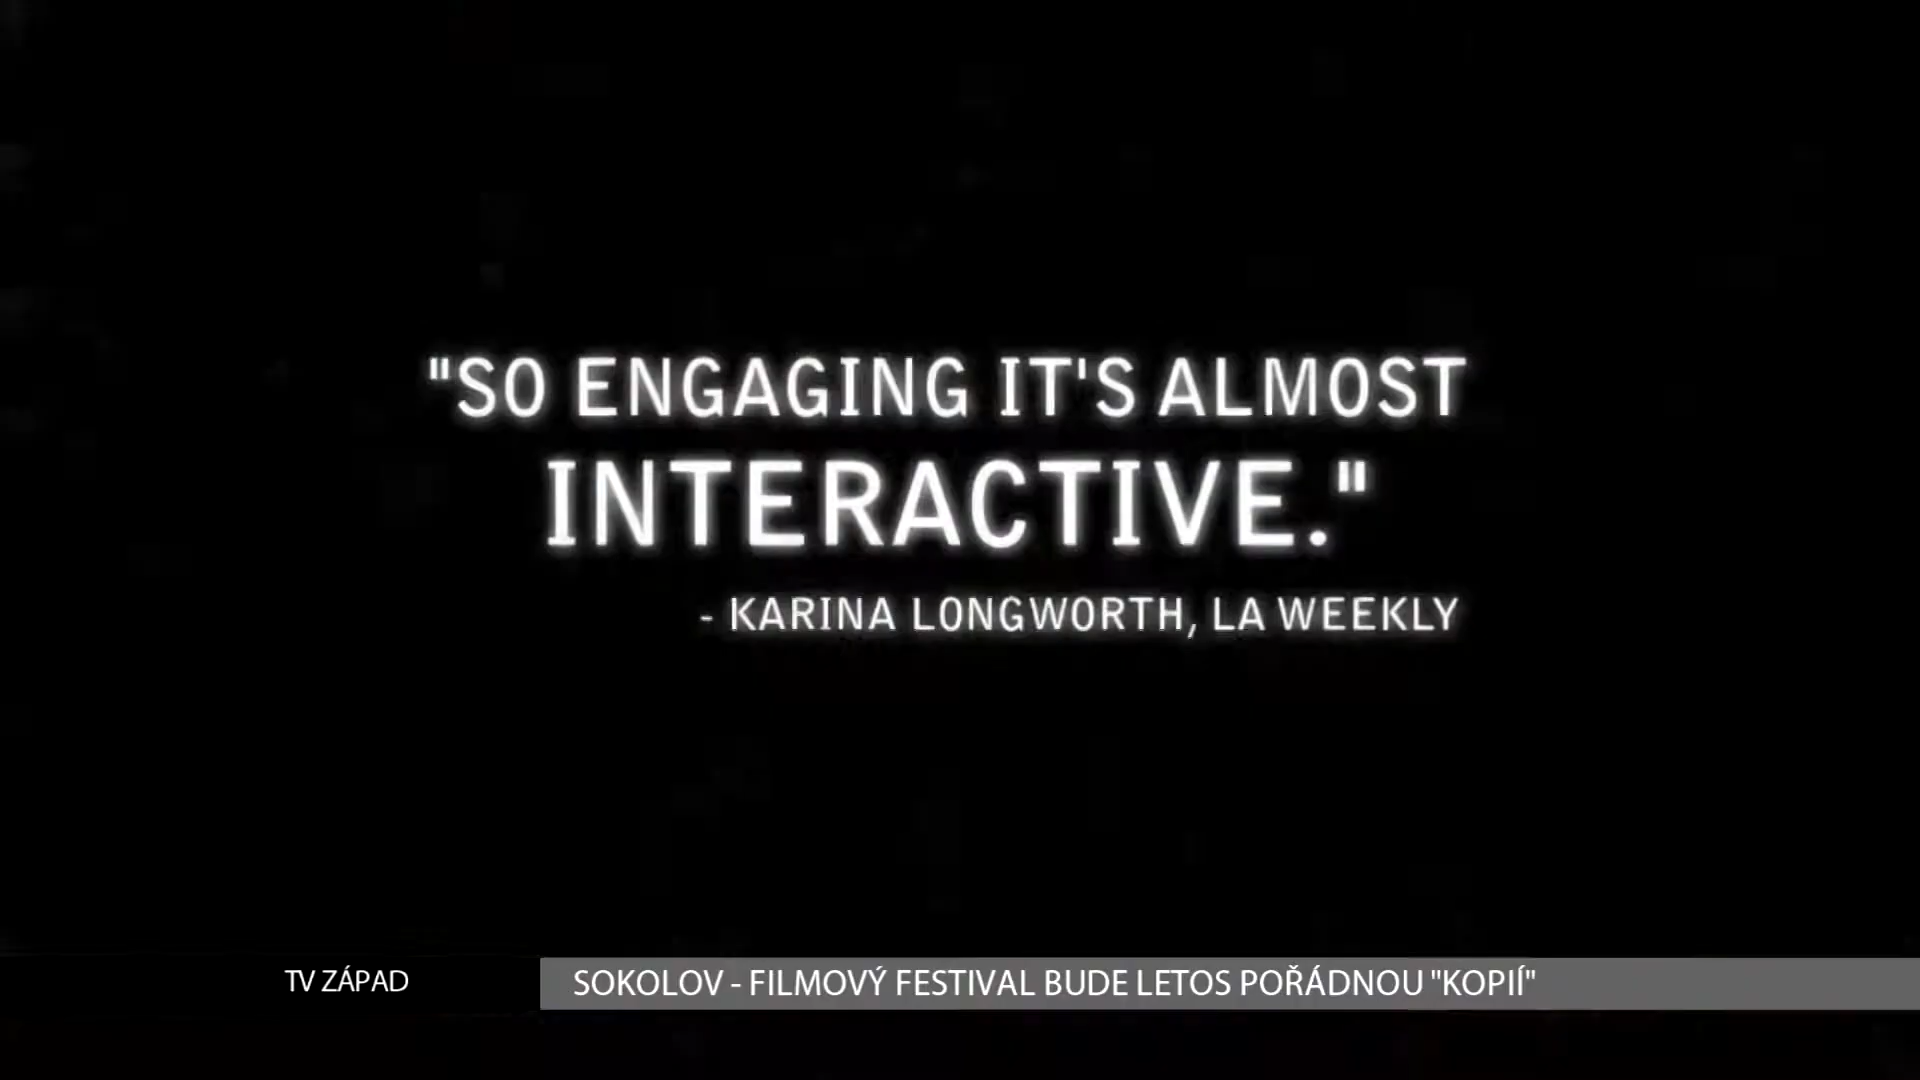 "SO ENGAGING IT'S ALMOST
INTERACTIVE."
- KARINA LONGWORTH, LA WEEKLY
TV ZÁPAD
SOKOLOV - FILMOVÝ FESTIVAL BUDE LETOS POŘÁDNOU "KOPIÍ"